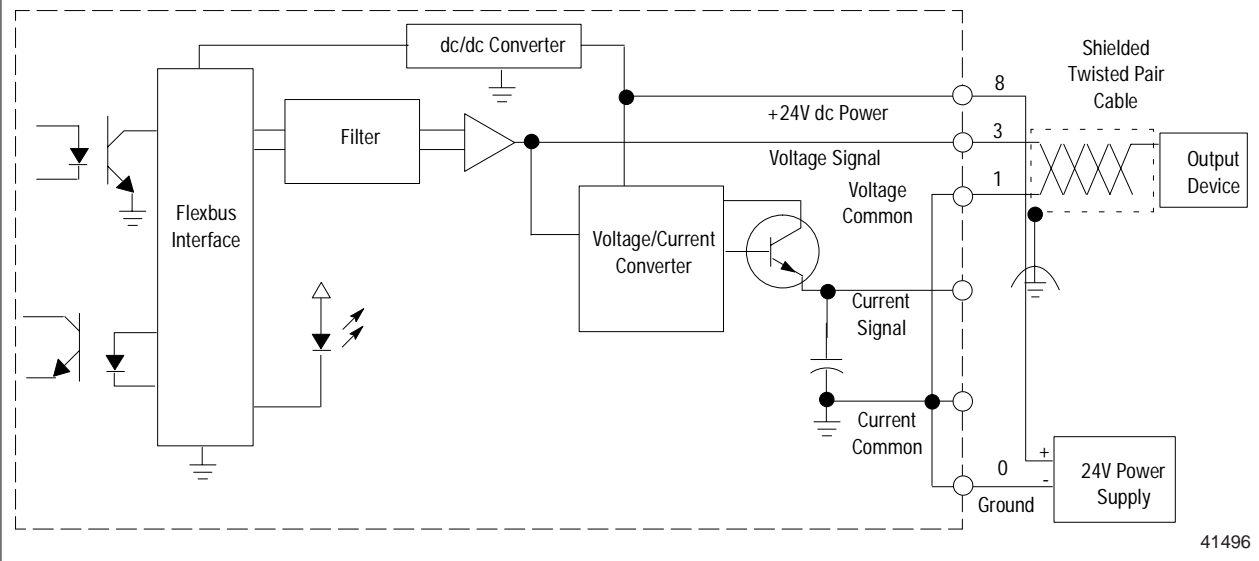 dc/dc Converter
Shielded
Twisted Pair
Cable
8
+24V dc Power
Filter
3
Voltage Signal
Output
Device
1
Voltage
Common
Flexbus
Interface
Voltage/Current
Converter
Current
Signal
Current
Common
+
0
-
24V Power
Supply
Ground
41496